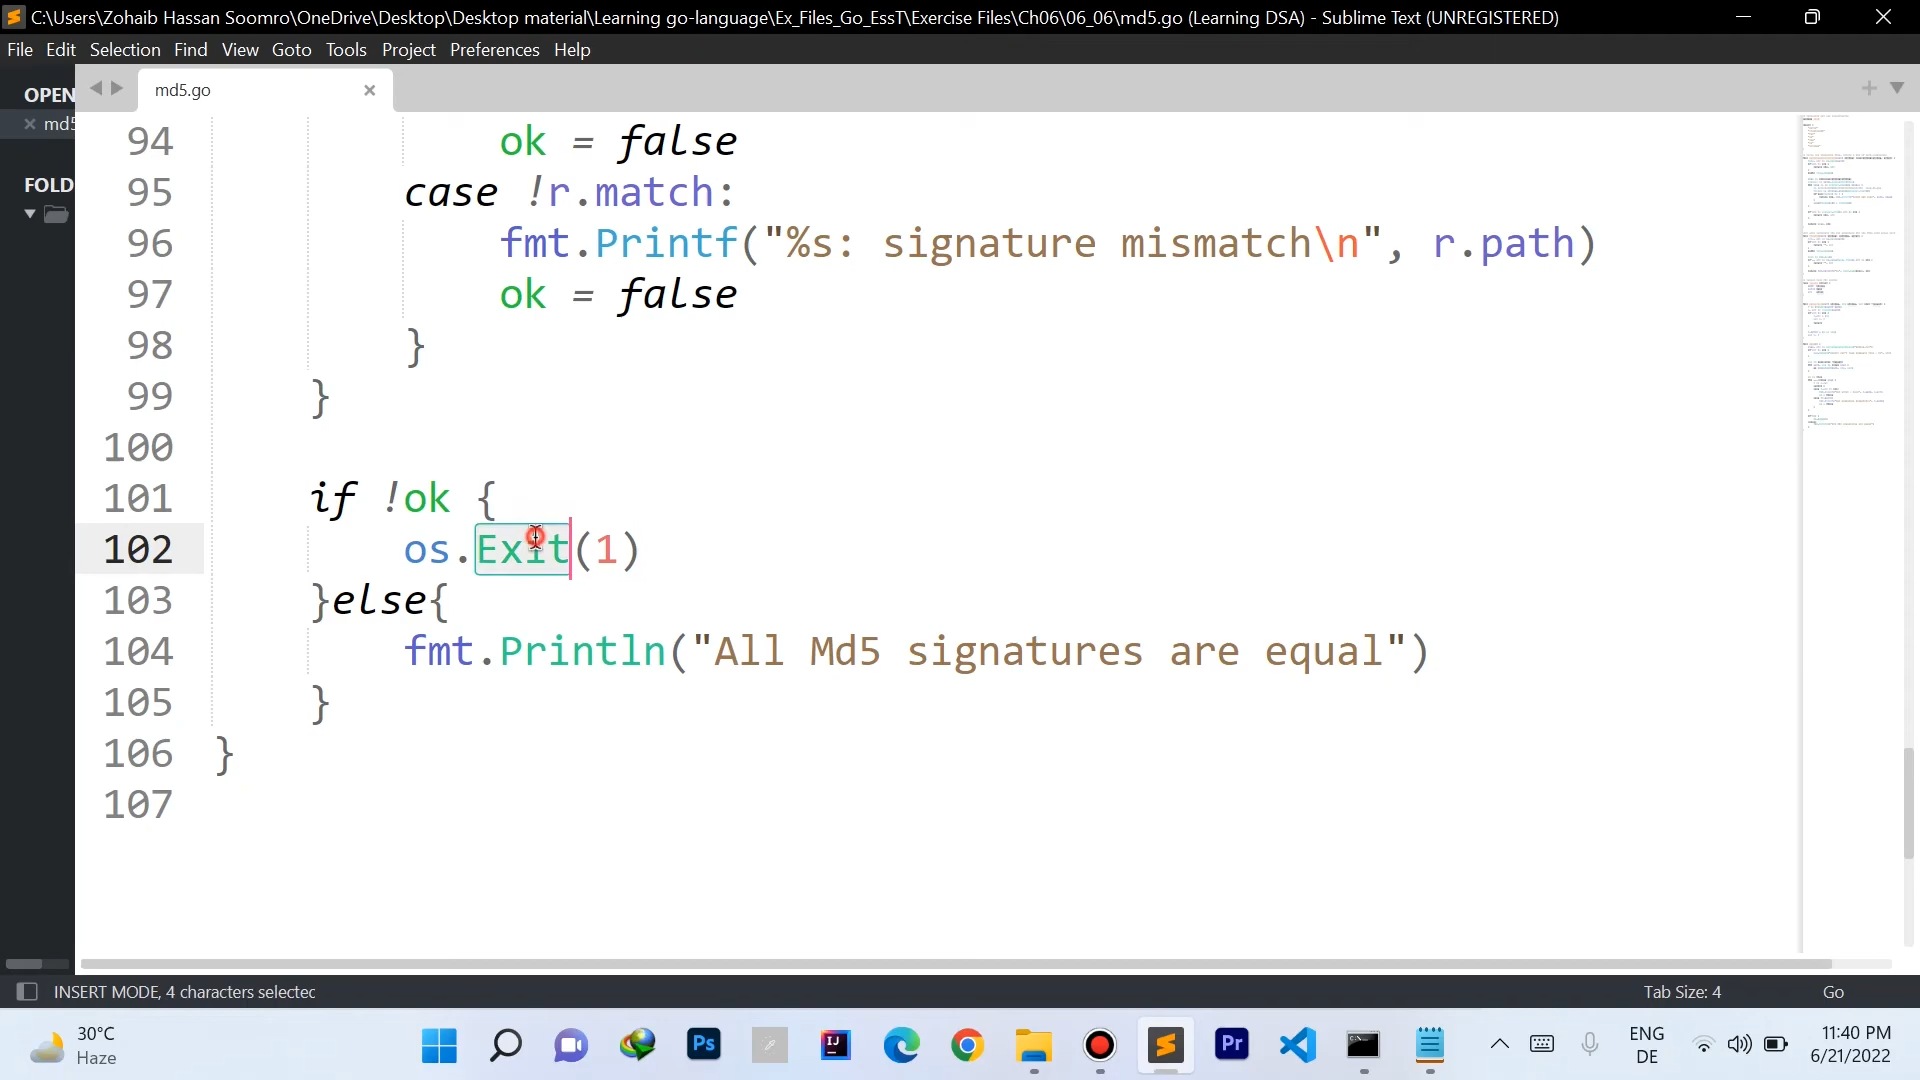 C:\Users\Zohaib Hassan Soomro\OneDrive\Desktop\Desktop material\Learning go-language\Ex_Files_Go_EssT\Exercise Files\Ch06\06_06\md5.go (Learning DSA) - Sublime Text (UNREGISTERED)
File Edit Selection Find View Goto Tools Project Preferences Help
OPEN
md5.go
md5
FOLD
94 ok = false
95 case !r.match:
96 fmt.Printf("%s: signature mismatch\n", r.path)
97 ok = false
98 }
99 }
100
101 if !ok {
102 os.Exit(1)
103 }else{
104 fmt.Println("All Md5 signatures are equal")
105 }
106 }
107
INSERT MODE, 4 characters selectec
Tab Size: 4
Go
30°C
Haze
Ps
IJ
Pr
ENG
DE
11:40 PM
6/21/2022